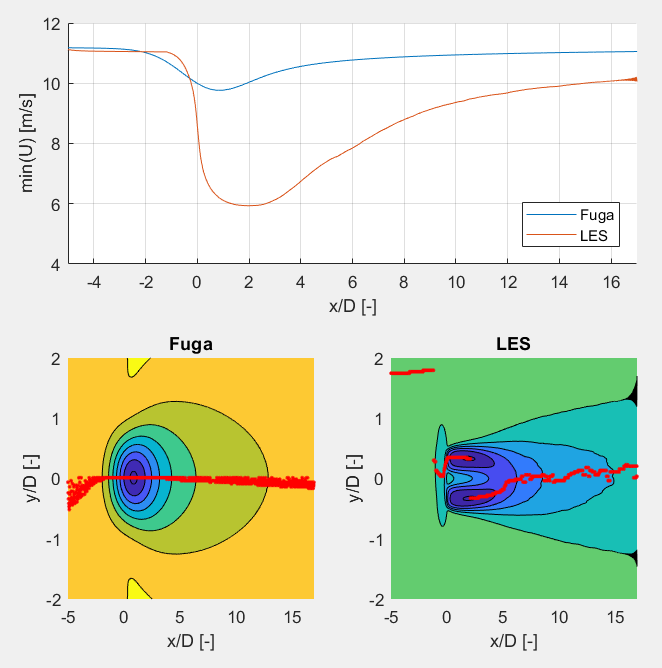 12
10
8
6
4
min(U) [m/s]
Fuga
LES
-4 -2 0 2 4 6 8 10 12 14 16
x/D [-]
Fuga
2
1
0
-1
-2
y/D [-]
-5 0 5 10 15
x/D [-]
LES
2
1
0
-1
-2
y/D [-]
-5 0 5 10 15
x/D [-]